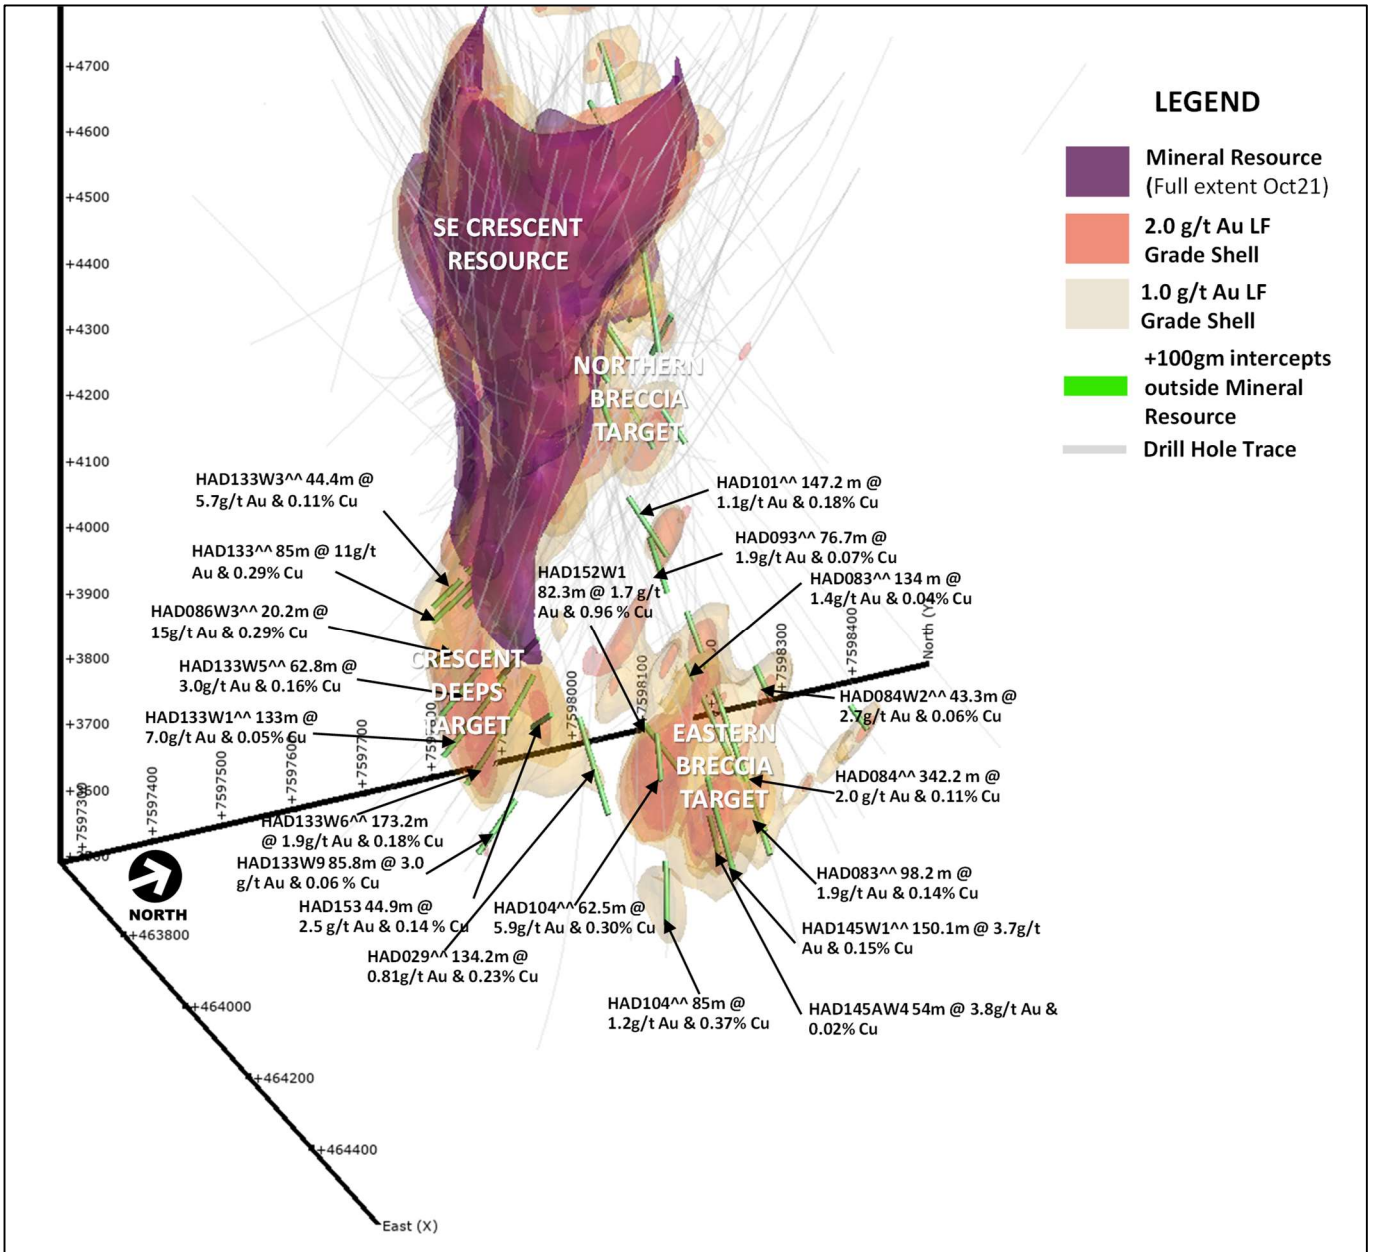 +4700
+4600
+4500
+4400
+4300
+4200
+4100
+4000
+3900
+3800
+3700
+3600
LEGEND
Mineral Resource
(Full extent Oct21)
2.0 g/t Au LF
Grade Shell
1.0 g/t Au LF
Grade Shell
+100gm intercepts
outside Mineral
Resource
Drill Hole Trace
SE CRESCENT
RESOURCE
NORTHERN
BRECCIA
TARGET
HAD133W3^^ 44.4m @
5.7g/t Au & 0.11% Cu
HAD133^^ 85m @ 11g/t
Au & 0.29% Cu
HAD086W3^^ 20.2m @
15g/t Au & 0.29% Cu
HAD133W5^^ 62.8m @
3.0g/t Au & 0.16% Cu
HAD133W1^^ 133m @
7.0g/t Au & 0.05% Cu
HAD133W6^^ 173.2m
@ 1.9g/t Au & 0.18% Cu
HAD133W9 85.8m @ 3.0
g/t Au & 0.06 % Cu
HAD153 44.9m @
2.5 g/t Au & 0.14 % Cu
HAD029^^ 134.2m @
0.81g/t Au & 0.23% Cu
CRESCENT
DEEPS
TARGET
HAD152W1
82.3m @ 1.7 g/t
Au & 0.96 % Cu
HAD101^^ 147.2 m @
1.1g/t Au & 0.18% Cu
HAD093^^ 76.7m @
1.9g/t Au & 0.07% Cu
HAD083^^ 134 m @
1.4g/t Au & 0.04% Cu
HAD084W2^^ 43.3m @
2.7g/t Au & 0.06% Cu
EASTERN
BRECCIA
TARGET
HAD084^^ 342.2 m @
2.0 g/t Au & 0.11% Cu
HAD083^^ 98.2 m @
1.9g/t Au & 0.14% Cu
HAD145W1^^ 150.1m @ 3.7g/t
Au & 0.15% Cu
HAD145AW4 54m @ 3.8g/t Au &
0.02% Cu
HAD104^^ 62.5m @
5.9g/t Au & 0.30% Cu
HAD104^^ 85m @
1.2g/t Au & 0.37% Cu
+7597300
+7597400
+7597500
+7597600
+7597700
+7598000
+7598100
+7598300
+7598400
North (Y)
NORTH
+463800
+464000
+464200
+464400
East (X)